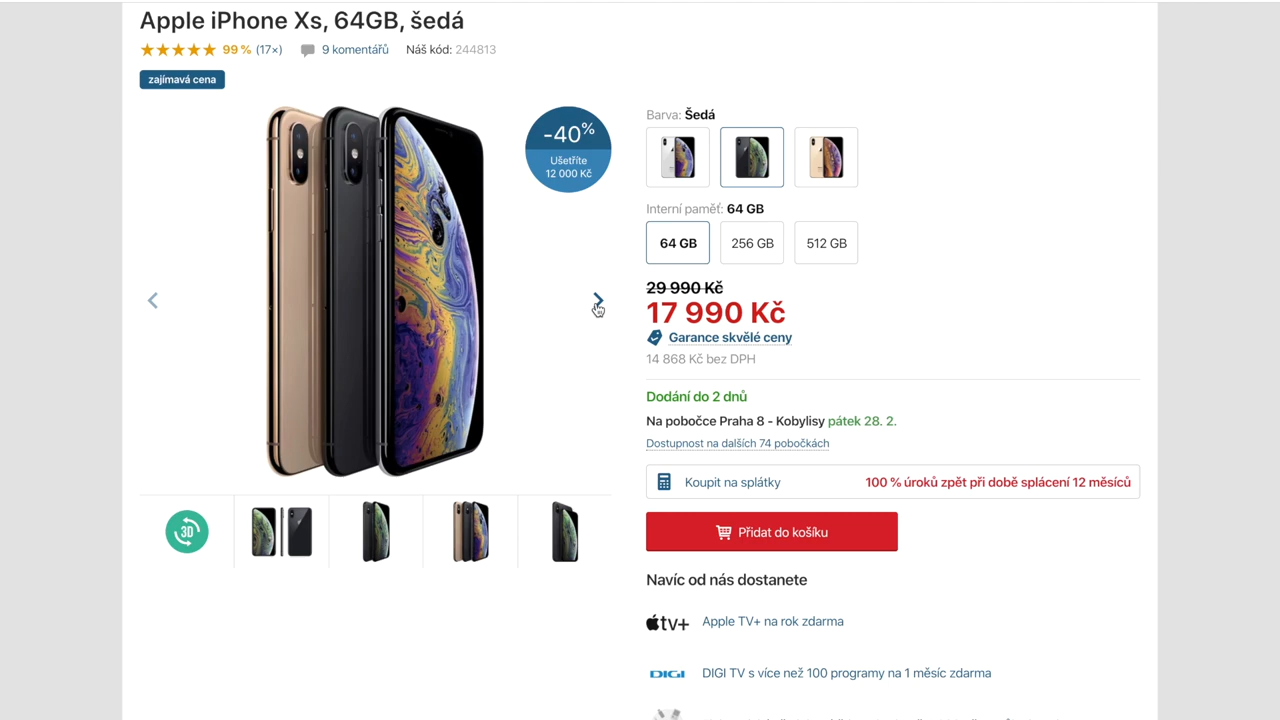 Apple iPhone Xs, 64GB, šedá
99 % (17×) 9 komentářů Náš kód: 244813
zajímavá cena
-40%
Ušetříte
12 000 Kč
3D
Barva: Šedá
Interní paměť: 64 GB
64 GB 256 GB 512 GB
29 990 Kč
17 990 Kč
Garance skvělé ceny
14 868 Kč bez DPH
Dodání do 2 dnů
Na pobočce Praha 8 - Kobylisy pátek 28. 2.
Dostupnost na dalších 74 pobočkách
Koupit na splátky 100 % úroků zpět při době splácení 12 měsíců
Přidat do košíku
Navíc od nás dostanete
tv+ Apple TV+ na rok zdarma
DIGI DIGI TV s více než 100 programy na 1 měsíc zdarma